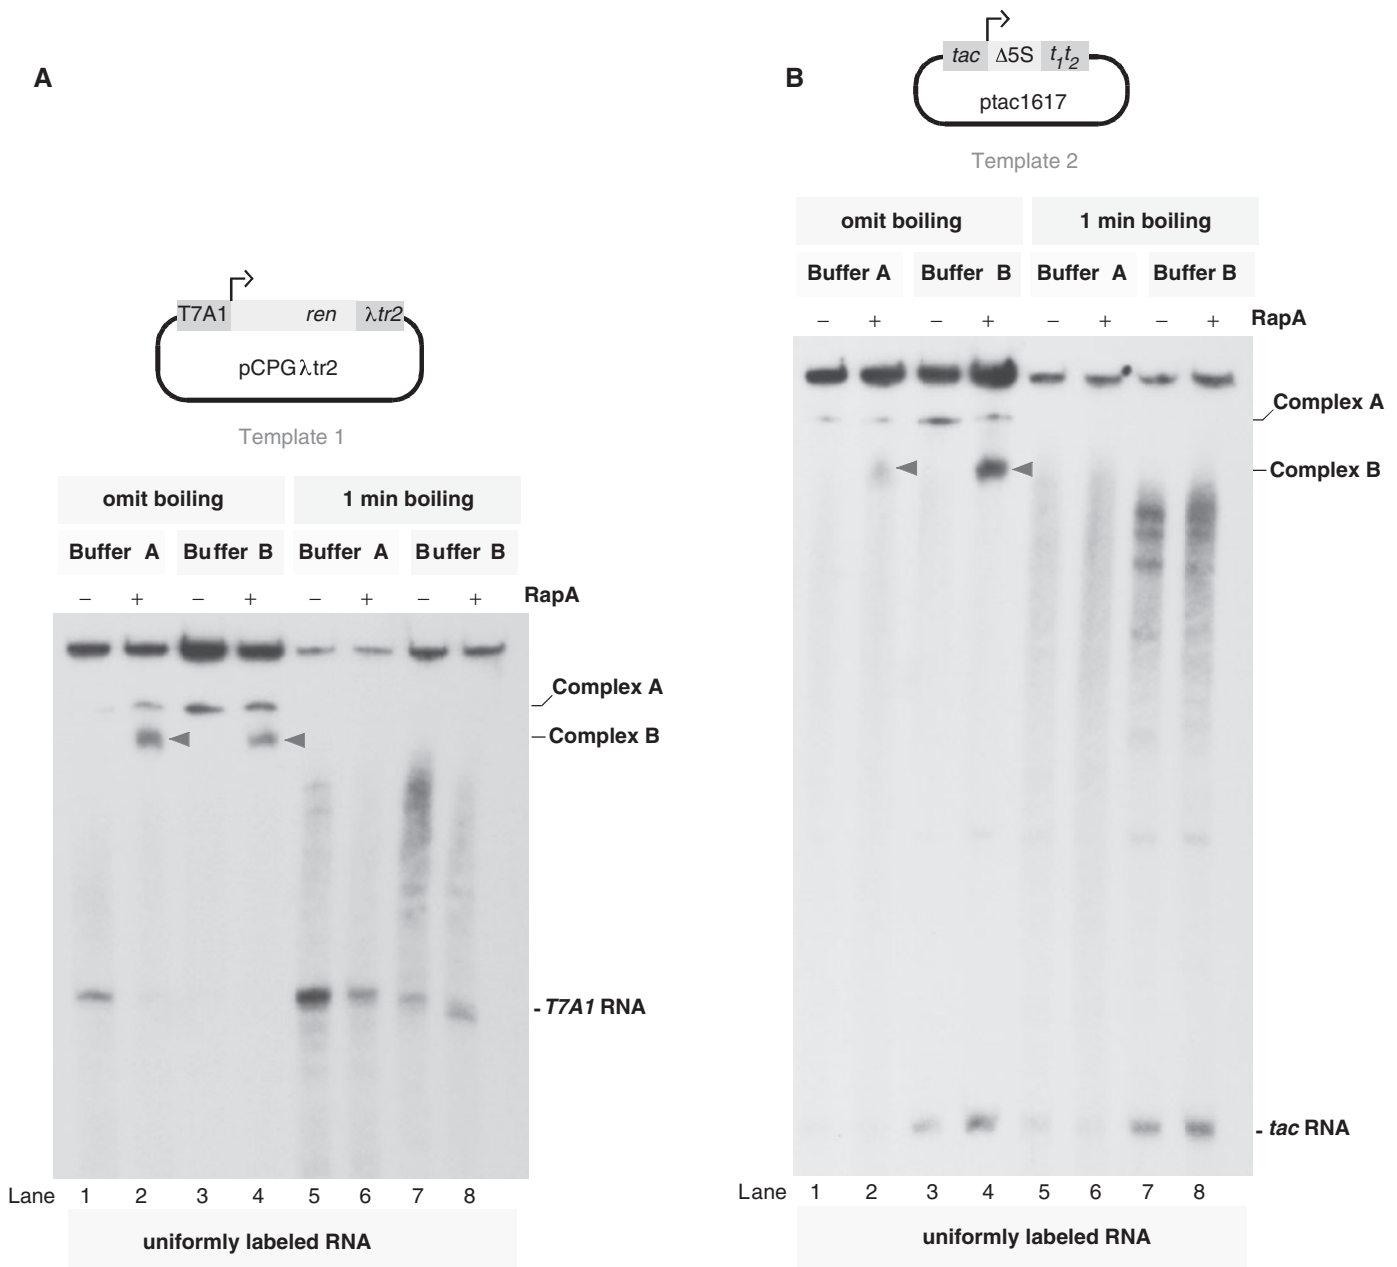 A
T7A1 ren λtr2
pCPGλtr2
Template 1
omit boiling 1 min boiling
Buffer A Buffer B Buffer A Buffer B
– + – + – + – + RapA
Complex A
Complex B
- T7A1 RNA
Lane 1 2 3 4 5 6 7 8
uniformly labeled RNA
B
tac Δ5S t1t2
ptac1617
Template 2
omit boiling 1 min boiling
Buffer A Buffer B Buffer A Buffer B
– + – + – + – + RapA
Complex A
Complex B
- tac RNA
Lane 1 2 3 4 5 6 7 8
uniformly labeled RNA